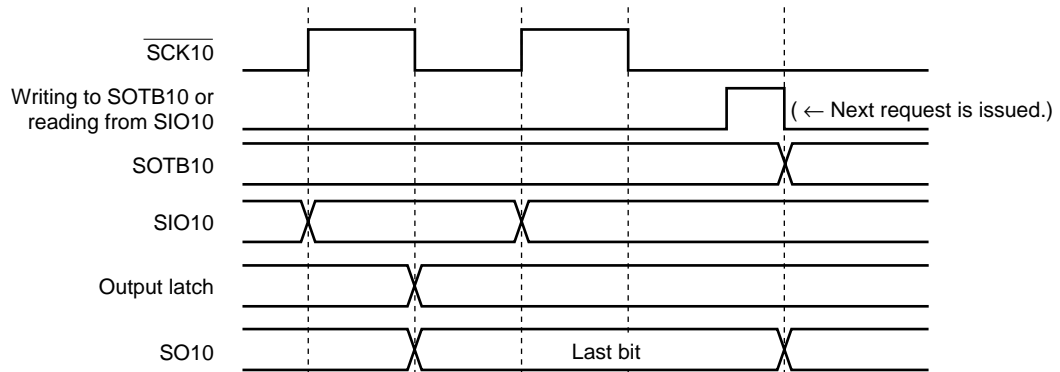 SCK10
Writing to SOTB10 or
reading from SIO10
( ← Next request is issued.)
SOTB10
SIO10
Output latch
SO10
Last bit